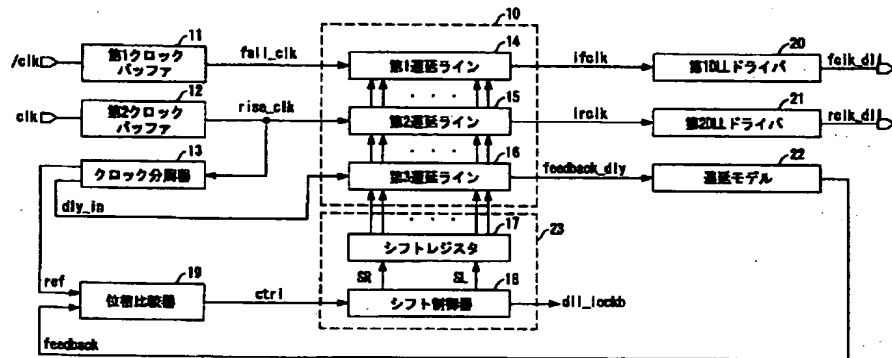 10
11
14
20
/clk
第1クロック
バッファ
fall_clk
第1遅延ライン
ifclk
第1DLLドライバ
fclk_dll
12
15
21
clk
第2クロック
バッファ
rise_clk
第2遅延ライン
irclk
第2DLLドライバ
rclk_dll
13
16
22
クロック分周器
第3遅延ライン
feedback_dly
遅延モデル
dly_in
17
23
シフトレジスタ
SR
SL
ref
19
18
位相比較器
ctrl
シフト制御器
dll_lockb
feedback